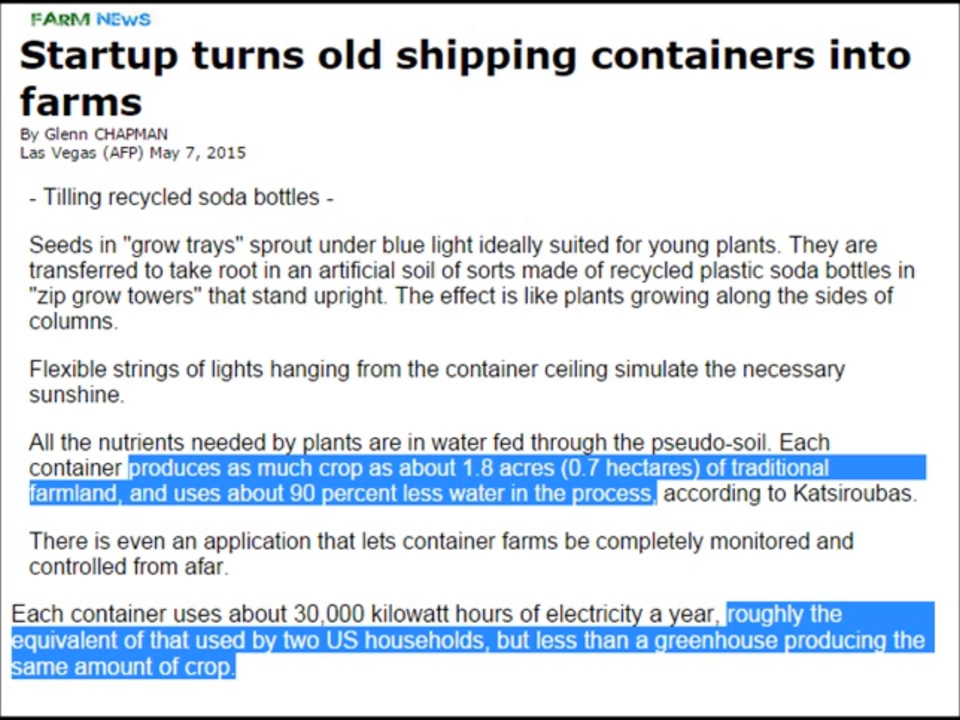 FARM NEWS
Startup turns old shipping containers into
farms
By Glenn CHAPMAN
Las Vegas (AFP) May 7, 2015
- Tilling recycled soda bottles -
Seeds in "grow trays" sprout under blue light ideally suited for young plants. They are
transferred to take root in an artificial soil of sorts made of recycled plastic soda bottles in
"zip grow towers" that stand upright. The effect is like plants growing along the sides of
columns.
Flexible strings of lights hanging from the container ceiling simulate the necessary
sunshine.
All the nutrients needed by plants are in water fed through the pseudo-soil. Each
container produces as much crop as about 1.8 acres (0.7 hectares) of traditional
farmland, and uses about 90 percent less water in the process, according to Katsiroubas.
There is even an application that lets container farms be completely monitored and
controlled from afar.
Each container uses about 30,000 kilowatt hours of electricity a year, roughly the
equivalent of that used by two US households, but less than a greenhouse producing the
same amount of crop.